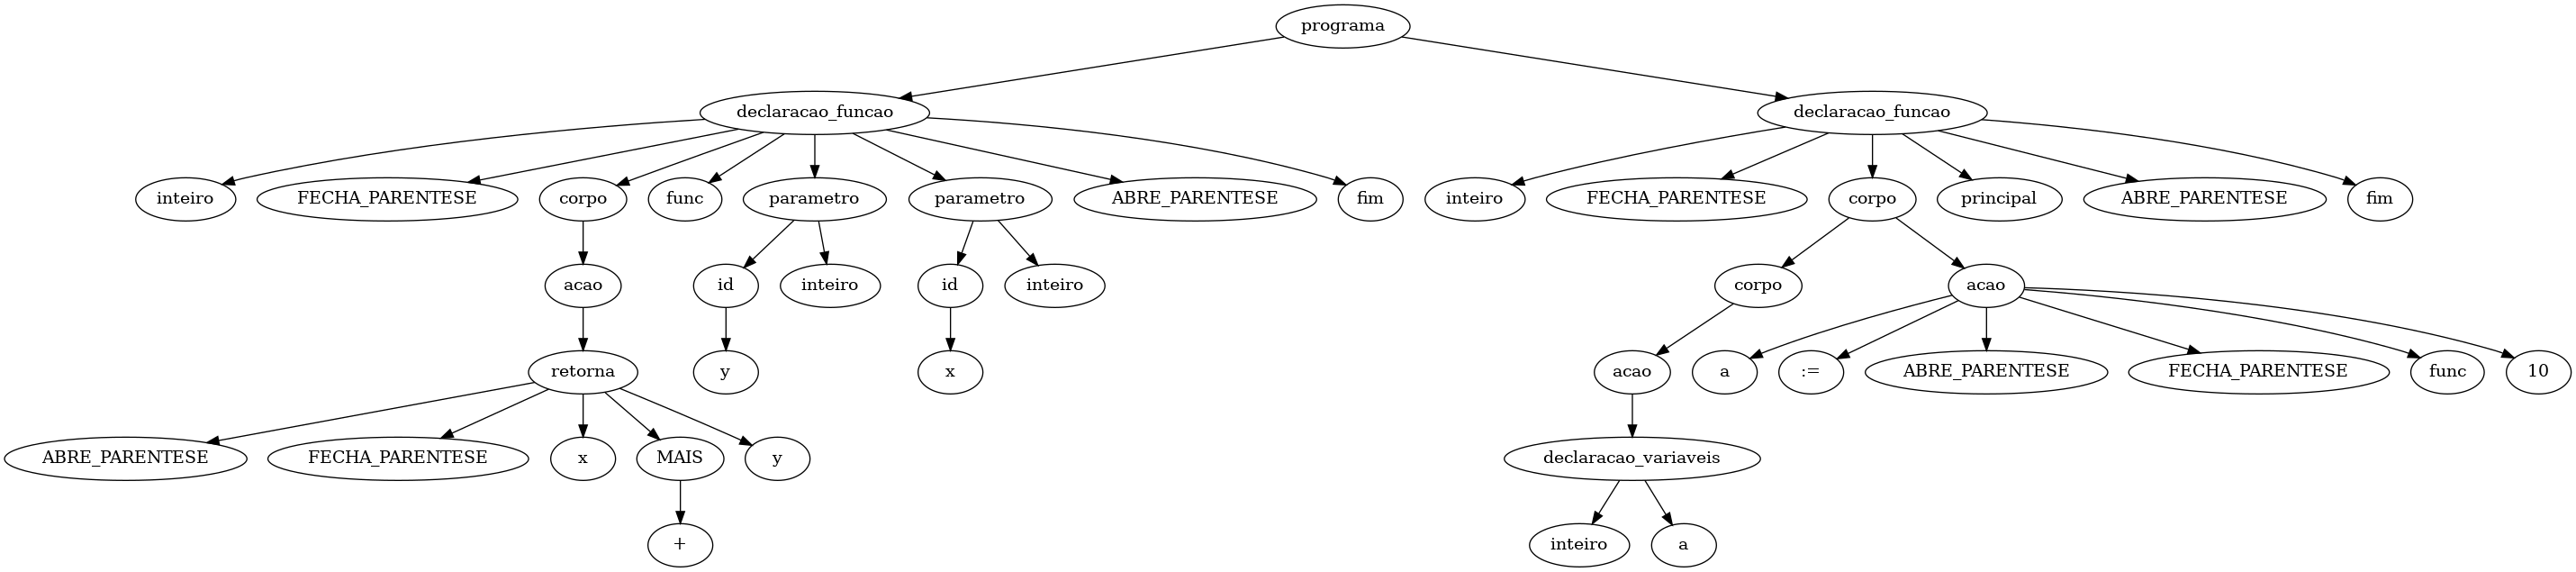 programa
declaracao_funcao declaracao_funcao
inteiro FECHA_PARENTESE corpo func parametro parametro ABRE_PARENTESE fim inteiro FECHA_PARENTESE corpo principal ABRE_PARENTESE fim
acao id inteiro id inteiro corpo acao
retorna y x acao a := ABRE_PARENTESE FECHA_PARENTESE func 10
ABRE_PARENTESE FECHA_PARENTESE x MAIS y declaracao_variaveis
+ inteiro a